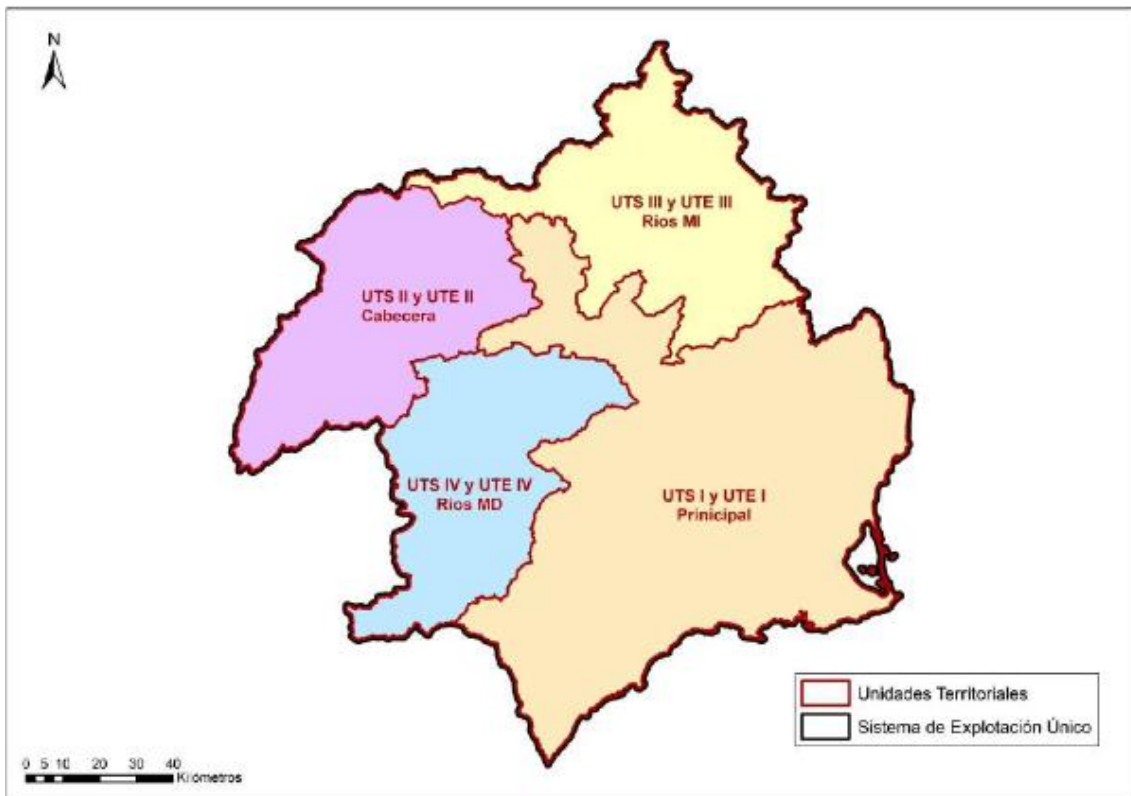 N
UTS III y UTE III
Ríos MI
UTS II y UTE II
Cabecera
UTS IV y UTE IV
Ríos MD
UTS I y UTE I
Prinicipal
Unidades Territoriales
Sistema de Explotación Único
0 5 10 20 30 40
Kilómetros